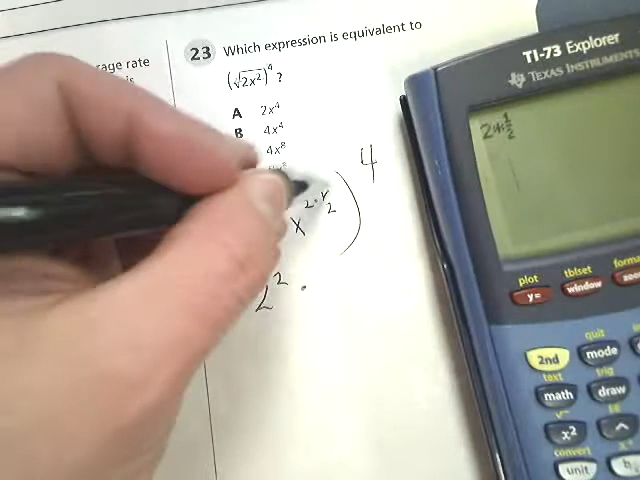 age rate
23 Which expression is equivalent to
(√2x²)⁴ ?
A 2x⁴
B 4x⁴
4x⁸
x^2·1/2 ) 4
2² ·
TI-73 Explorer
TEXAS INSTRUMENTS
2*1/2
plot tblset forma
y= window zoo
quit
2nd mode
text trig
math draw
x² ^
convert
unit b